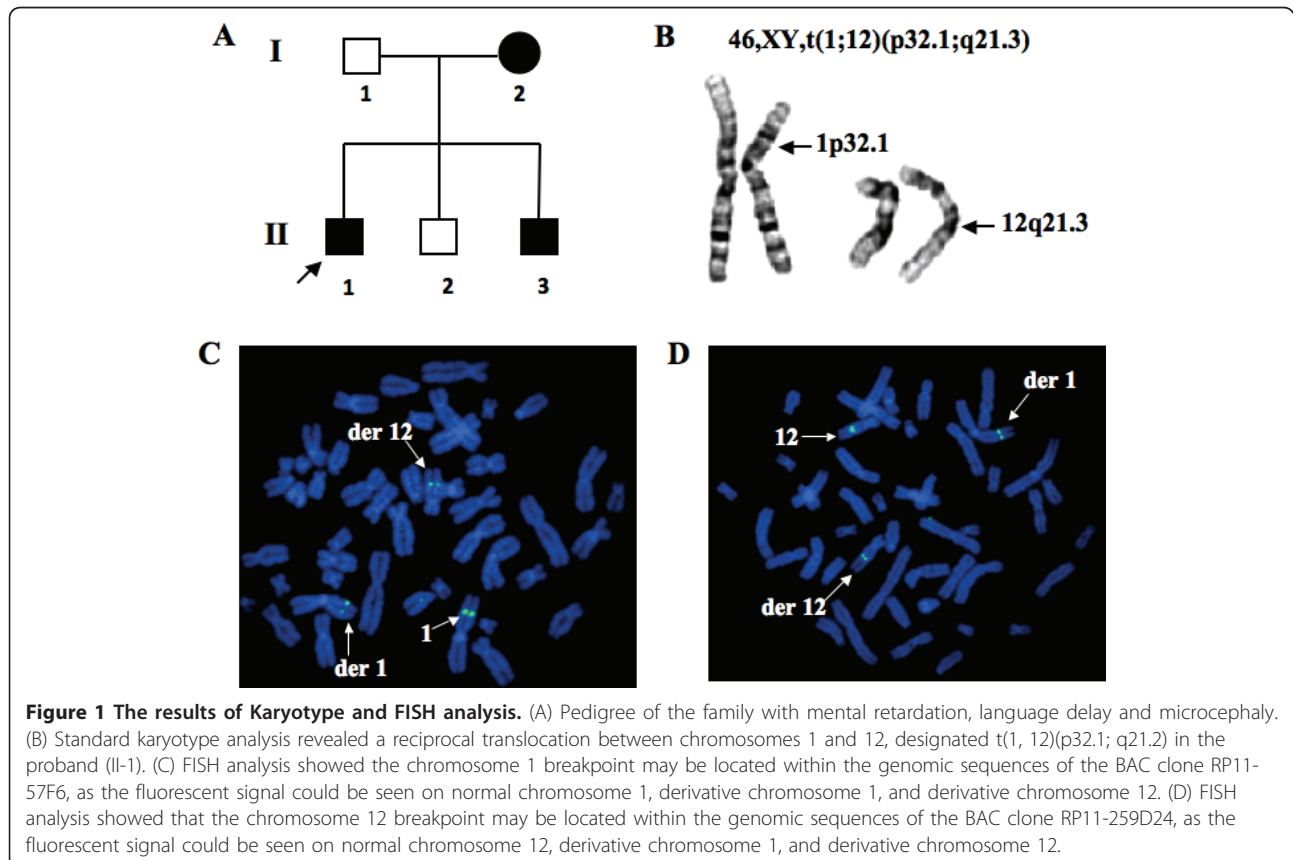 A
I
1
2
II
1
2
3
B
46,XY,t(1;12)(p32.1;q21.3)
1p32.1
12q21.3
C
der 12
der 1
1
D
der 1
12
der 12
Figure 1 The results of Karyotype and FISH analysis. (A) Pedigree of the family with mental retardation, language delay and microcephaly.
(B) Standard karyotype analysis revealed a reciprocal translocation between chromosomes 1 and 12, designated t(1, 12)(p32.1; q21.2) in the
proband (II-1). (C) FISH analysis showed the chromosome 1 breakpoint may be located within the genomic sequences of the BAC clone RP11-
57F6, as the fluorescent signal could be seen on normal chromosome 1, derivative chromosome 1, and derivative chromosome 12. (D) FISH
analysis showed that the chromosome 12 breakpoint may be located within the genomic sequences of the BAC clone RP11-259D24, as the
fluorescent signal could be seen on normal chromosome 12, derivative chromosome 1, and derivative chromosome 12.